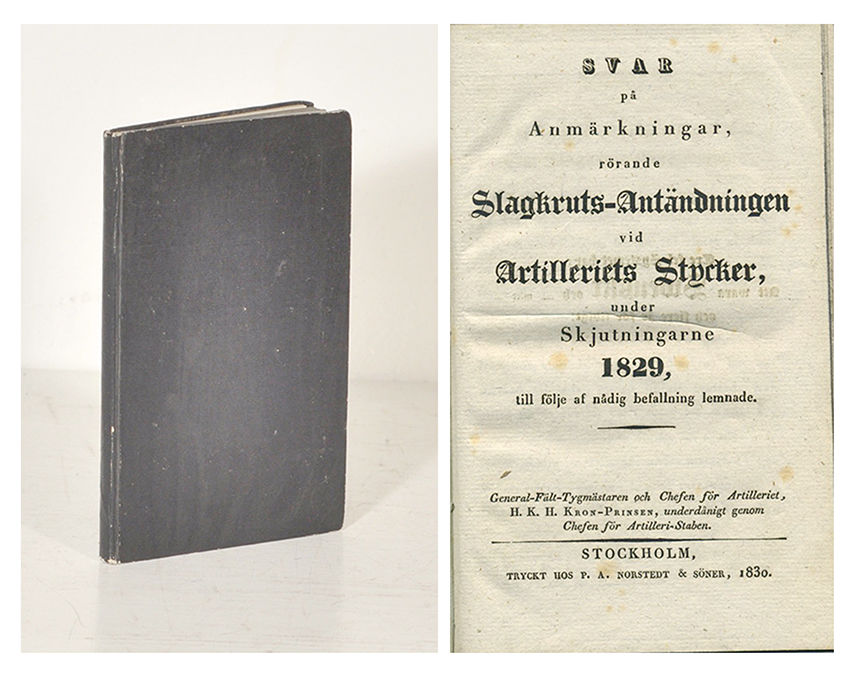 SVAR
på
Anmärkningar,
rörande
Slagkruts-Antändningen
vid
Artilleriets Stycker,
under
Skjutningarne
1829,
till följe af nådig befallning lemnade.
General-Fält-Tygmästaren och Chefen för Artilleriet,
H. K. H. KRON-PRINSEN, underdånigt genom
Chefen för Artilleri-Staben.
STOCKHOLM,
TRYCKT HOS P. A. NORSTEDT & SÖNER, 1830.